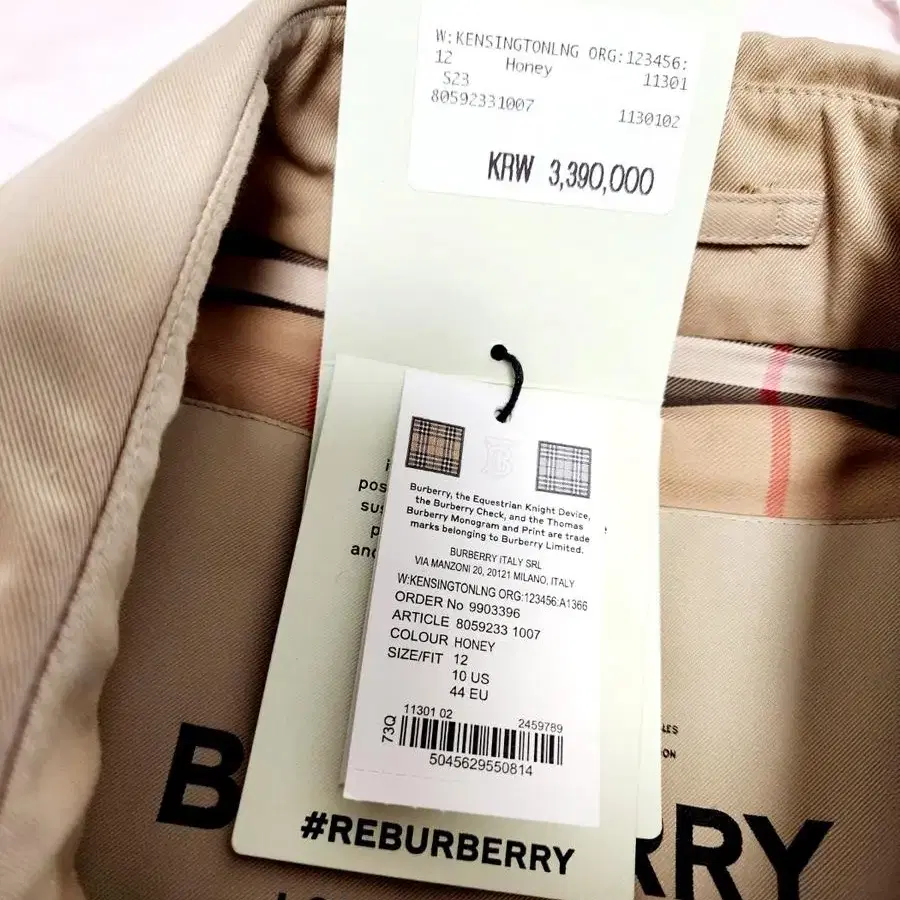 W:KENSINGTONLNG ORG:123456:
12 Honey 11301
S23
80592331007 1130102
KRW 3,390,000
Burberry, the Equestrian Knight Device,
the Burberry Check, and the Thomas
Burberry Monogram and Print are trade
marks belonging to Burberry Limited.
BURBERRY ITALY SRL
VIA MANZONI 20, 20121 MILANO, ITALY
W:KENSINGTONLNG ORG:123456:A1366
ORDER No 9903396
ARTICLE 8059233 1007
COLOUR HONEY
SIZE/FIT 12
10 US
44 EU
11301 02 2459789
73Q
5045629550814
#REBURBERRY
B RRY